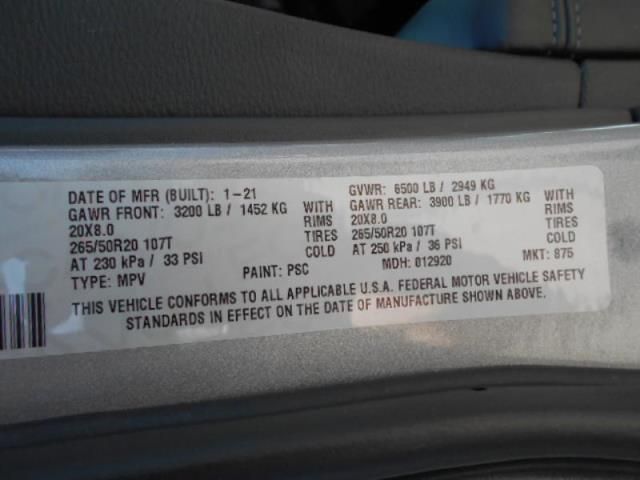 DATE OF MFR (BUILT): 1-21 GVWR: 6500 LB / 2949 KG
GAWR FRONT: 3200 LB / 1452 KG WITH GAWR REAR: 3900 LB / 1770 KG WITH
20X8.0 RIMS 20X8.0 RIMS
265/50R20 107T TIRES 265/50R20 107T TIRES
AT 230 kPa / 33 PSI COLD AT 250 kPa / 36 PSI COLD
TYPE: MPV PAINT: PSC MDH: 012920 MKT: 875
THIS VEHICLE CONFORMS TO ALL APPLICABLE U.S.A. FEDERAL MOTOR VEHICLE SAFETY
STANDARDS IN EFFECT ON THE DATE OF MANUFACTURE SHOWN ABOVE.